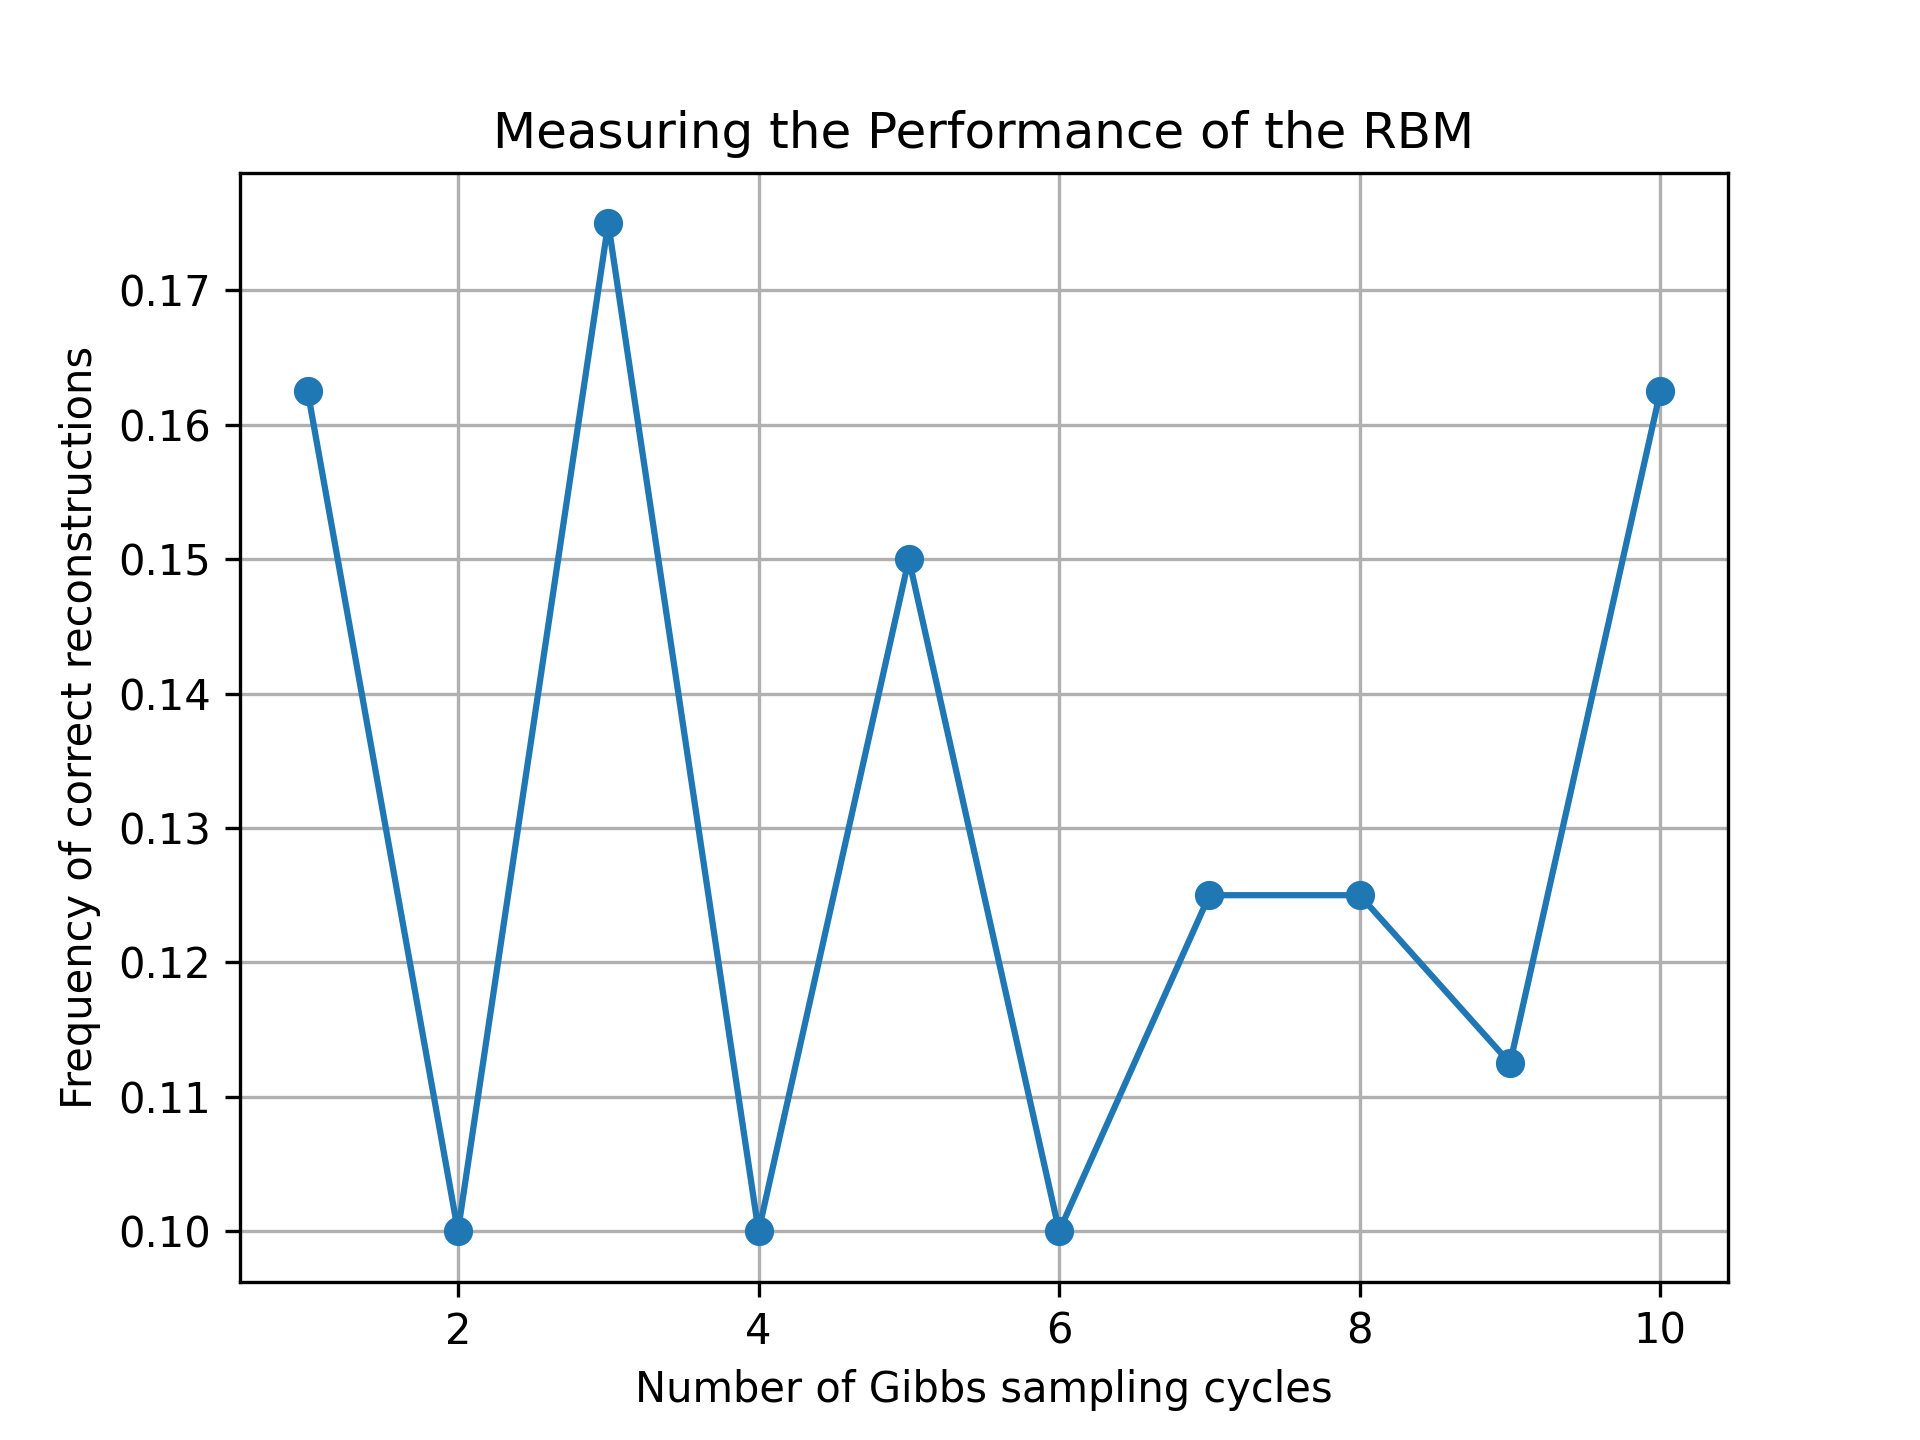 Measuring the Performance of the RBM
Frequency of correct reconstructions
0.17
0.16
0.15
0.14
0.13
0.12
0.11
0.10
2 4 6 8 10
Number of Gibbs sampling cycles